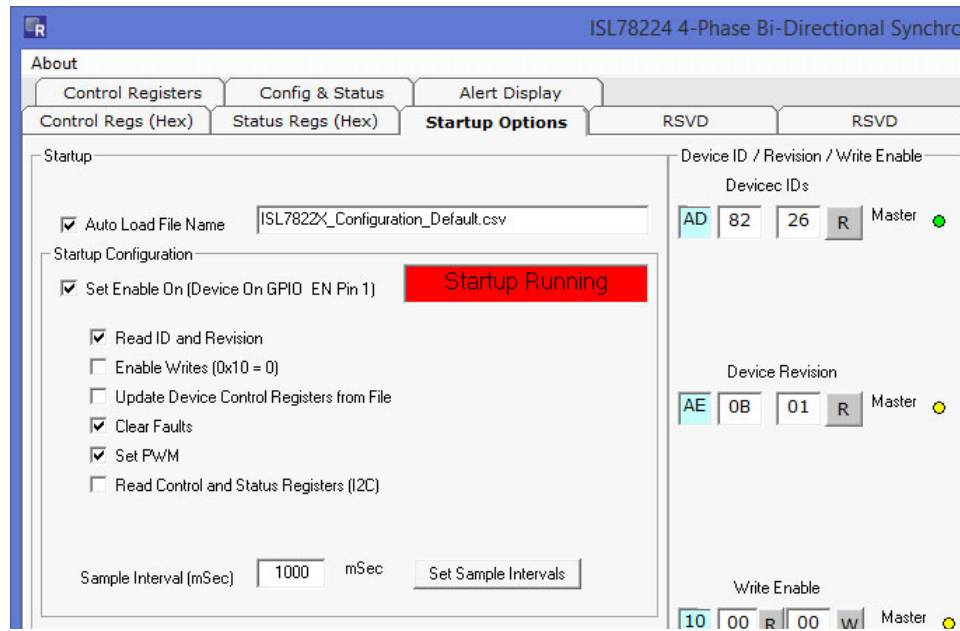 R
ISL78224 4-Phase Bi-Directional Synchro
About
Control Registers Config & Status Alert Display
Control Regs (Hex) Status Regs (Hex) Startup Options RSVD RSVD
Startup
Auto Load File Name ISL7822X_Configuration_Default.csv
Startup Configuration
Set Enable On (Device On GPIO EN Pin 1) Startup Running
Read ID and Revision
Enable Writes (0x10 = 0)
Update Device Control Registers from File
Clear Faults
Set PWM
Read Control and Status Registers (I2C)
Sample Interval (mSec) 1000 mSec Set Sample Intervals
Device ID / Revision / Write Enable
Devicec IDs
AD 82 26 R Master
Device Revision
AE 0B 01 R Master
Write Enable
10 00 R 00 W Master